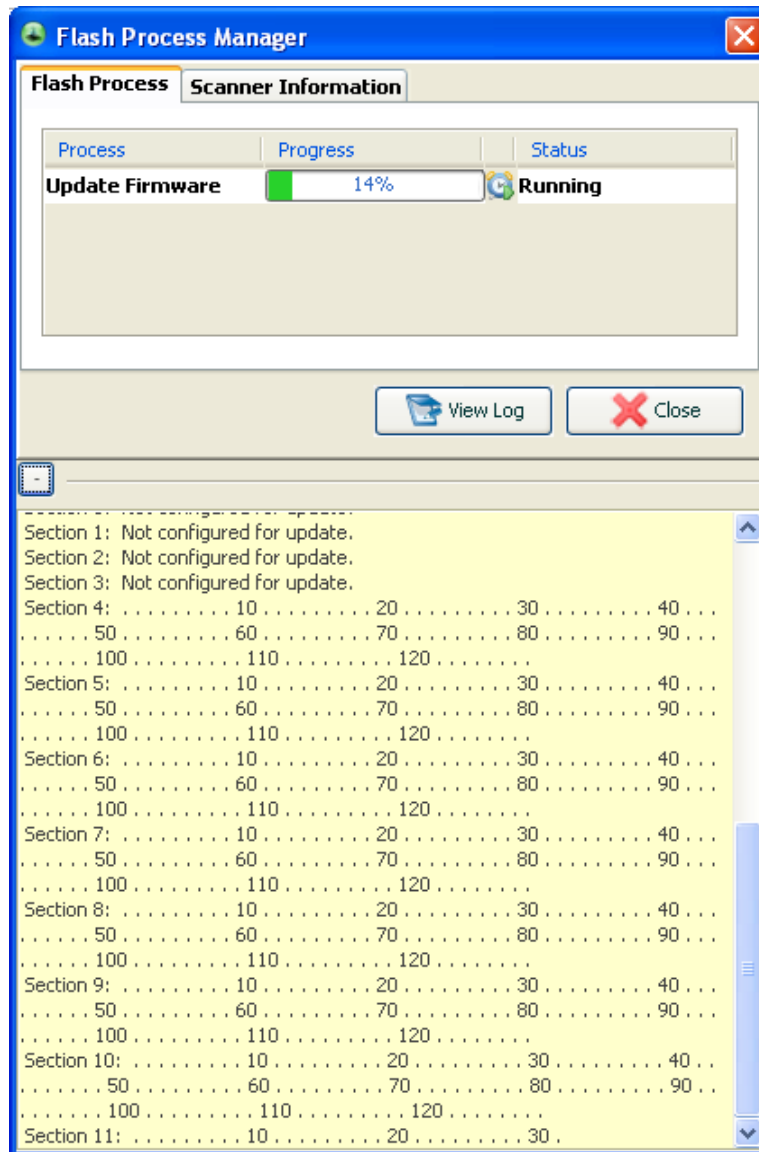 Flash Process Manager
Flash Process Scanner Information
Process Progress Status
Update Firmware 14% Running
View Log Close
-
Section 1: Not configured for update.
Section 2: Not configured for update.
Section 3: Not configured for update.
Section 4: . . . . . . . . . 10 . . . . . . . . . 20 . . . . . . . . . 30 . . . . . . . . . 40 . . .
. . . . . . 50 . . . . . . . . . 60 . . . . . . . . . 70 . . . . . . . . . 80 . . . . . . . . . 90 . . .
. . . . . . 100 . . . . . . . . . 110 . . . . . . . . . 120 . . . . . . . .
Section 5: . . . . . . . . . 10 . . . . . . . . . 20 . . . . . . . . . 30 . . . . . . . . . 40 . . .
. . . . . . 50 . . . . . . . . . 60 . . . . . . . . . 70 . . . . . . . . . 80 . . . . . . . . . 90 . . .
. . . . . . 100 . . . . . . . . . 110 . . . . . . . . . 120 . . . . . . . .
Section 6: . . . . . . . . . 10 . . . . . . . . . 20 . . . . . . . . . 30 . . . . . . . . . 40 . . .
. . . . . . 50 . . . . . . . . . 60 . . . . . . . . . 70 . . . . . . . . . 80 . . . . . . . . . 90 . . .
. . . . . . 100 . . . . . . . . . 110 . . . . . . . . . 120 . . . . . . . .
Section 7: . . . . . . . . . 10 . . . . . . . . . 20 . . . . . . . . . 30 . . . . . . . . . 40 . . .
. . . . . . 50 . . . . . . . . . 60 . . . . . . . . . 70 . . . . . . . . . 80 . . . . . . . . . 90 . . .
. . . . . . 100 . . . . . . . . . 110 . . . . . . . . . 120 . . . . . . . .
Section 8: . . . . . . . . . 10 . . . . . . . . . 20 . . . . . . . . . 30 . . . . . . . . . 40 . . .
. . . . . . 50 . . . . . . . . . 60 . . . . . . . . . 70 . . . . . . . . . 80 . . . . . . . . . 90 . . .
. . . . . . 100 . . . . . . . . . 110 . . . . . . . . . 120 . . . . . . . .
Section 9: . . . . . . . . . 10 . . . . . . . . . 20 . . . . . . . . . 30 . . . . . . . . . 40 . . .
. . . . . . 50 . . . . . . . . . 60 . . . . . . . . . 70 . . . . . . . . . 80 . . . . . . . . . 90 . . .
. . . . . . 100 . . . . . . . . . 110 . . . . . . . . . 120 . . . . . . . .
Section 10: . . . . . . . . . 10 . . . . . . . . . 20 . . . . . . . . . 30 . . . . . . . . . 40 . .
. . . . . . . 50 . . . . . . . . . 60 . . . . . . . . . 70 . . . . . . . . . 80 . . . . . . . . . 90 . .
. . . . . . . 100 . . . . . . . . . 110 . . . . . . . . . 120 . . . . . . . .
Section 11: . . . . . . . . . 10 . . . . . . . . . 20 . . . . . . . . . 30 .